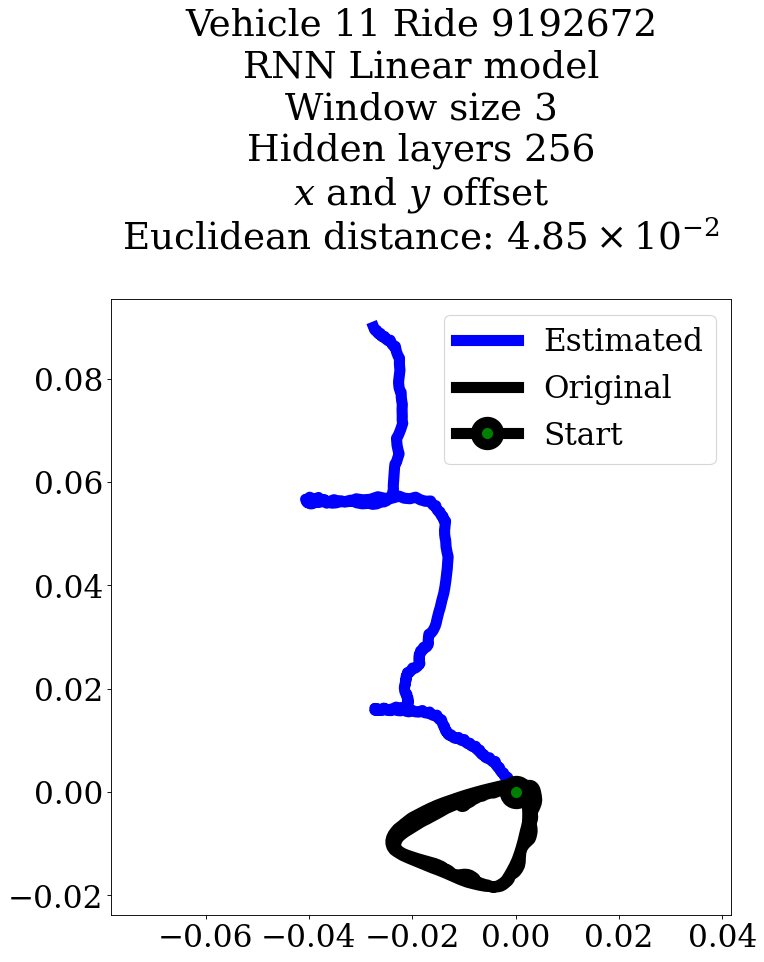 Vehicle 11 Ride 9192672
RNN Linear model
Window size 3
Hidden layers 256
x and y offset
Euclidean distance: 4.85 × 10⁻²
Estimated
Original
Start
0.08
0.06
0.04
0.02
0.00
−0.02
−0.06 −0.04 −0.02 0.00 0.02 0.04